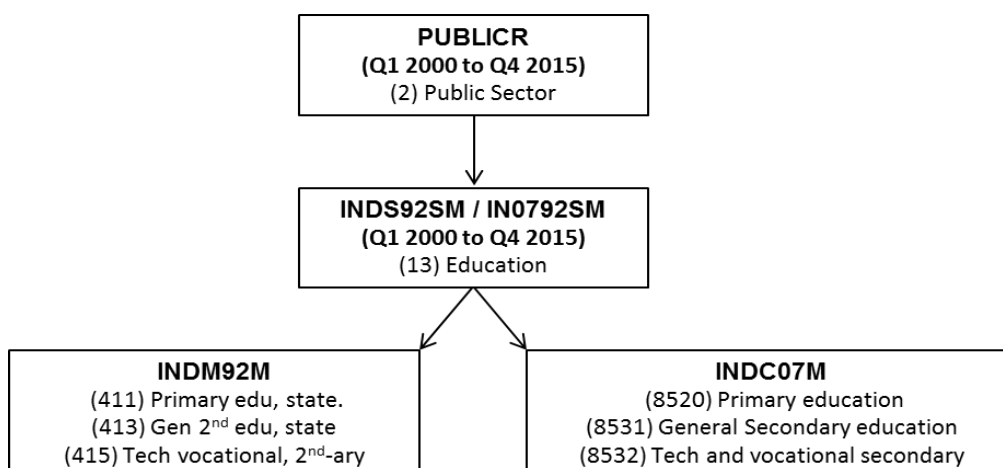 PUBLICR
(Q1 2000 to Q4 2015)
(2) Public Sector
INDS92SM / IN0792SM
(Q1 2000 to Q4 2015)
(13) Education
INDM92M
(411) Primary edu, state.
(413) Gen 2nd edu, state
(415) Tech vocational, 2nd-ary
INDC07M
(8520) Primary education
(8531) General Secondary education
(8532) Tech and vocational secondary